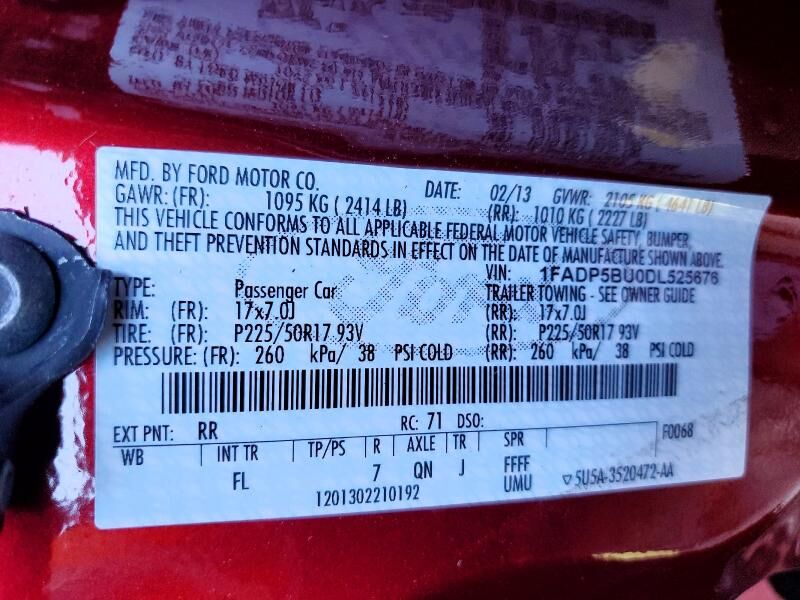 MFD. BY FORD MOTOR CO. DATE: 02/13 GVWR: 2105 KG ( 4641 LB)
GAWR: (FR): 1095 KG ( 2414 LB) (RR): 1010 KG ( 2227 LB)
THIS VEHICLE CONFORMS TO ALL APPLICABLE FEDERAL MOTOR VEHICLE SAFETY, BUMPER,
AND THEFT PREVENTION STANDARDS IN EFFECT ON THE DATE OF MANUFACTURE SHOWN ABOVE.
VIN: 1FADP5BU0DL525676
TYPE: Passenger Car TRAILER TOWING - SEE OWNER GUIDE
RIM: (FR): 17x7.0J (RR): 17x7.0J
TIRE: (FR): P225/50R17 93V (RR): P225/50R17 93V
PRESSURE: (FR): 260 kPa/ 38 PSI COLD (RR): 260 kPa/ 38 PSI COLD
EXT PNT: RR RC: 71 DSO: F0068
WB INT TR TP/PS R AXLE TR SPR
FL 7 QN J FFFF
UMU
1201302210192 ▽5U5A-3520472-AA